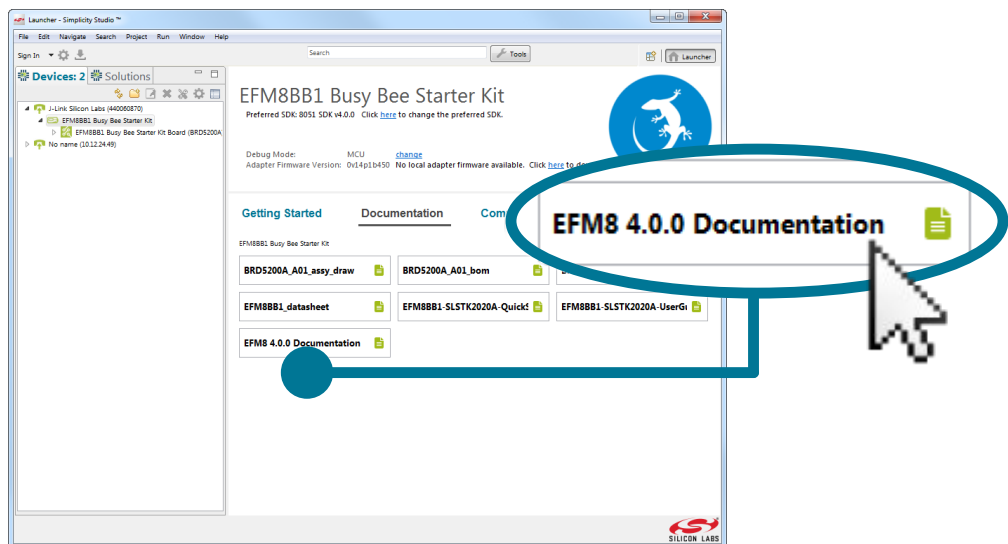 Launcher - Simplicity Studio ™
File Edit Navigate Search Project Run Window Help
Sign In
Search
Tools
Launcher
Devices: 2 Solutions
J-Link Silicon Labs (440060870)
EFM8BB1 Busy Bee Starter Kit
EFM8BB1 Busy Bee Starter Kit Board (BRD5200A
No name (10.12.24.49)
EFM8BB1 Busy Bee Starter Kit
Preferred SDK: 8051 SDK v4.0.0 Click here to change the preferred SDK.
Debug Mode: MCU change
Adapter Firmware Version: 0v14p1b450 No local adapter firmware available. Click here to do
Getting Started Documentation Com
EFM8 4.0.0 Documentation
EFM8BB1 Busy Bee Starter Kit
BRD5200A_A01_assy_draw BRD5200A_A01_bom
EFM8BB1_datasheet EFM8BB1-SLSTK2020A-QuickS EFM8BB1-SLSTK2020A-UserGu
EFM8 4.0.0 Documentation
SILICON LABS